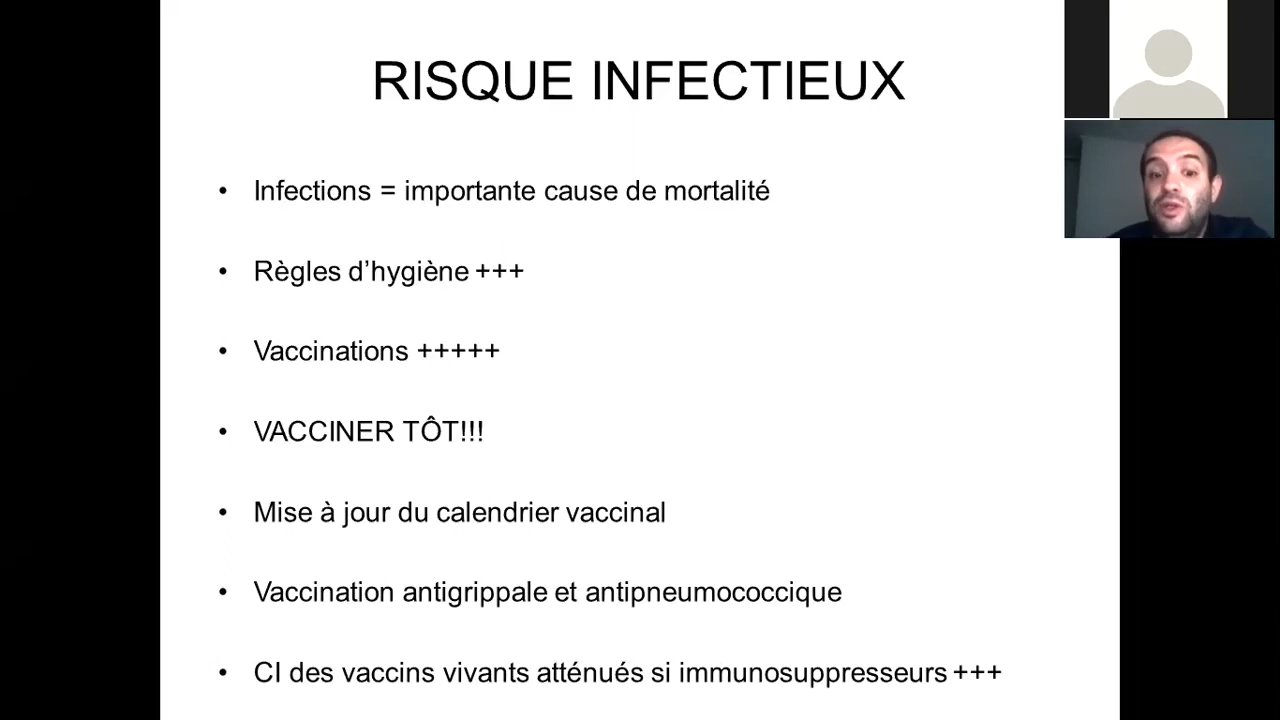 RISQUE INFECTIEUX
• Infections = importante cause de mortalité
• Règles d’hygiène +++
• Vaccinations +++++
• VACCINER TÔT!!!
• Mise à jour du calendrier vaccinal
• Vaccination antigrippale et antipneumococcique
• CI des vaccins vivants atténués si immunosuppresseurs +++